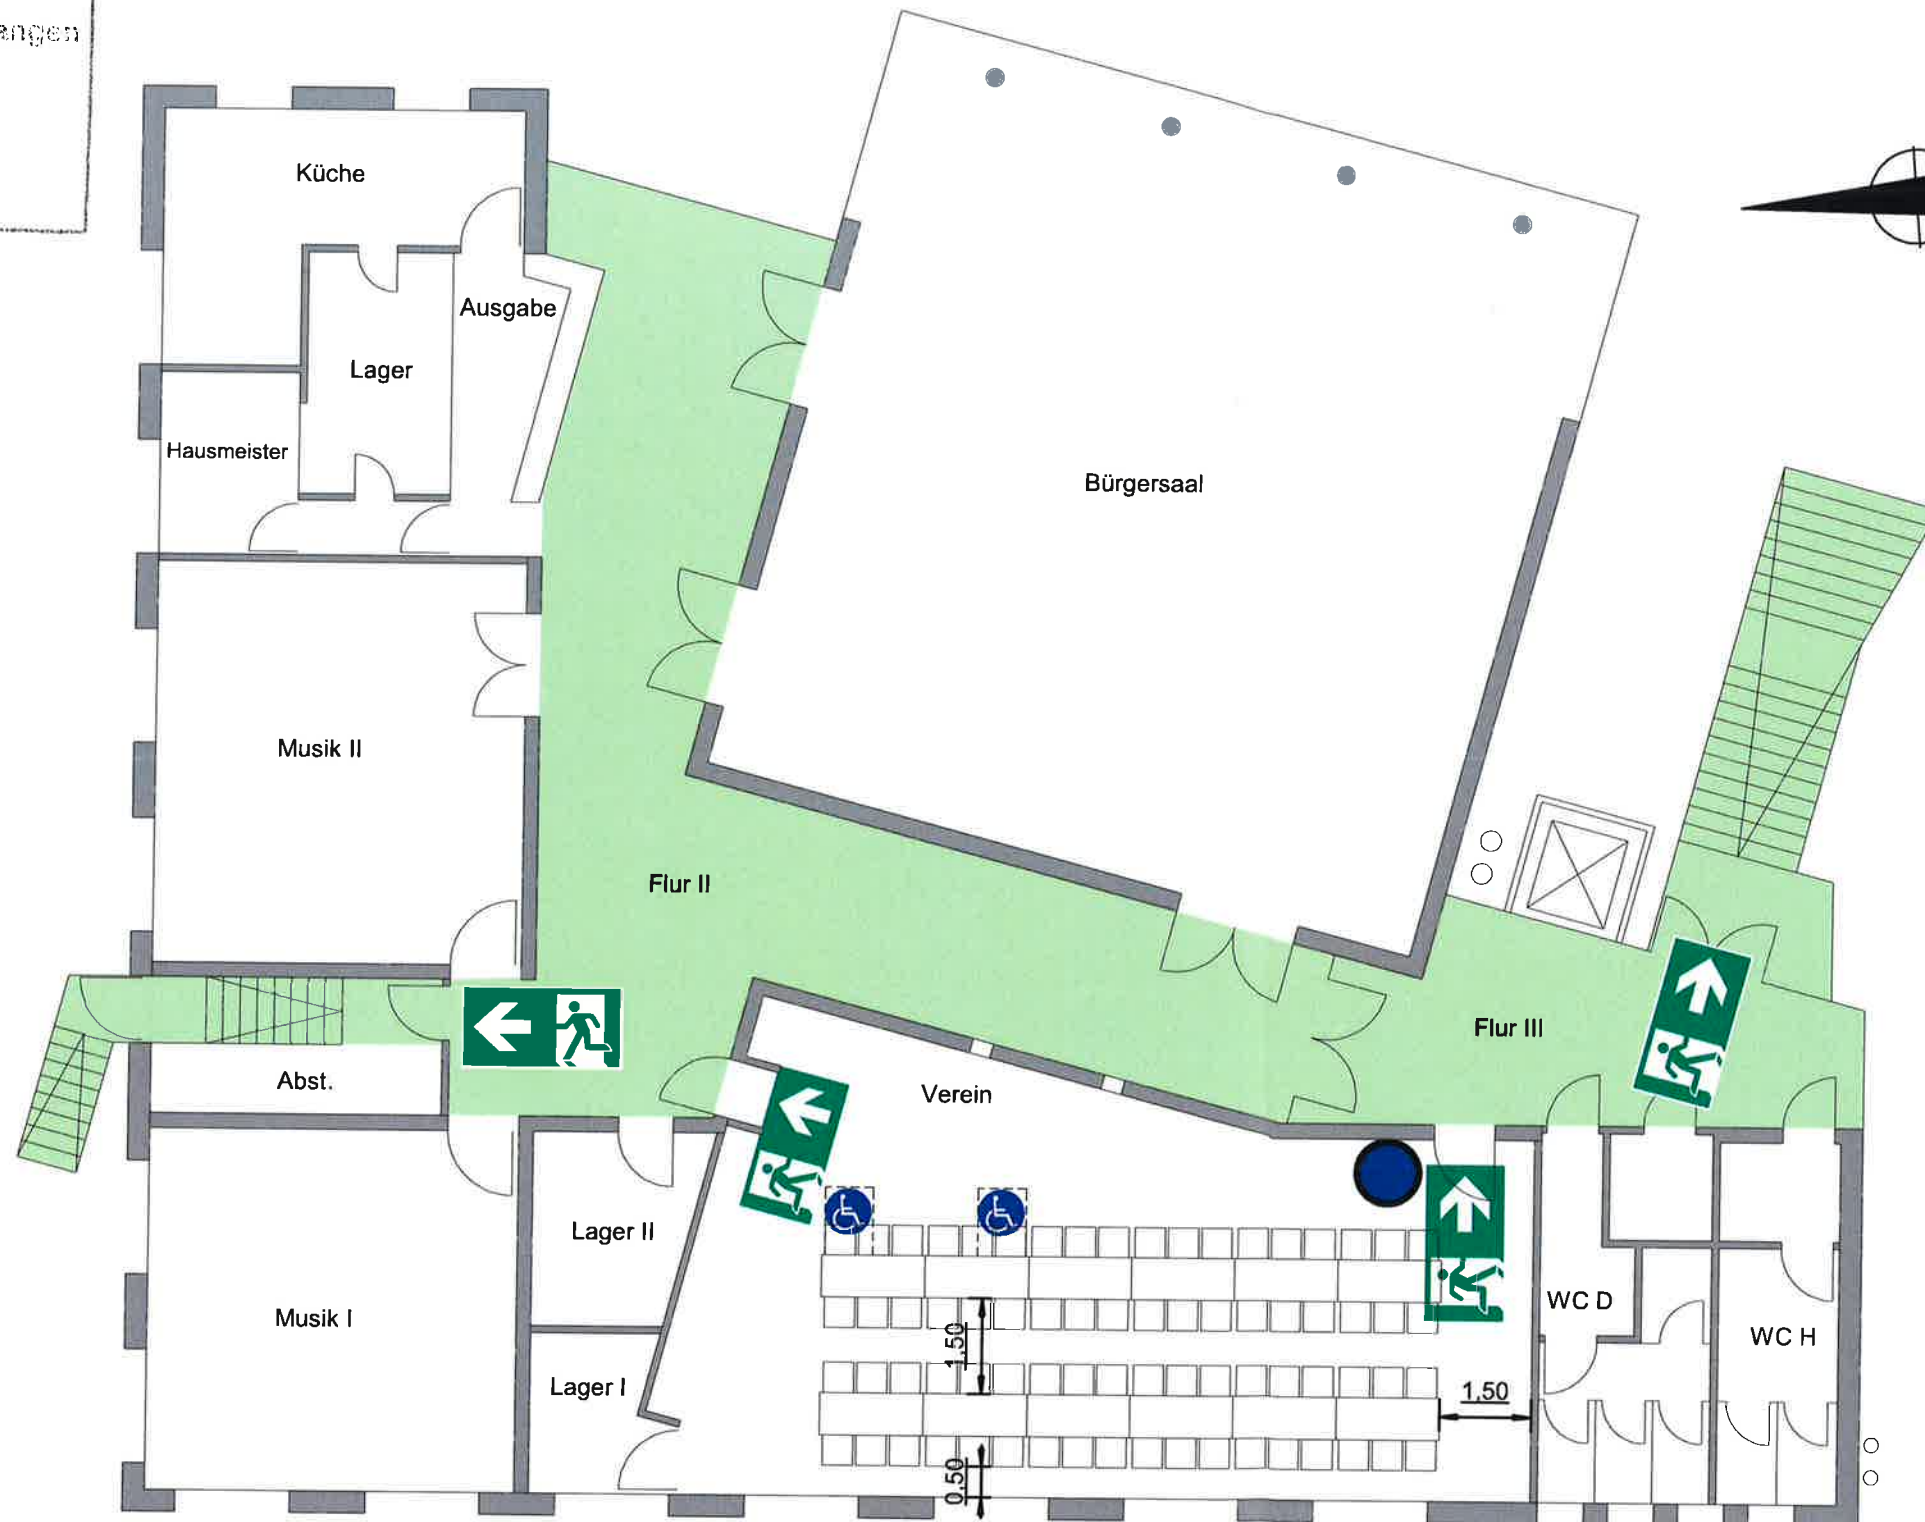 Küche
Ausgabe
Lager
Hausmeister
Bürgersaal
Musik II
Flur II
Flur III
Abst.
Verein
Lager II
WC D
Musik I
1,50
WC H
Lager I
1,50
0,50